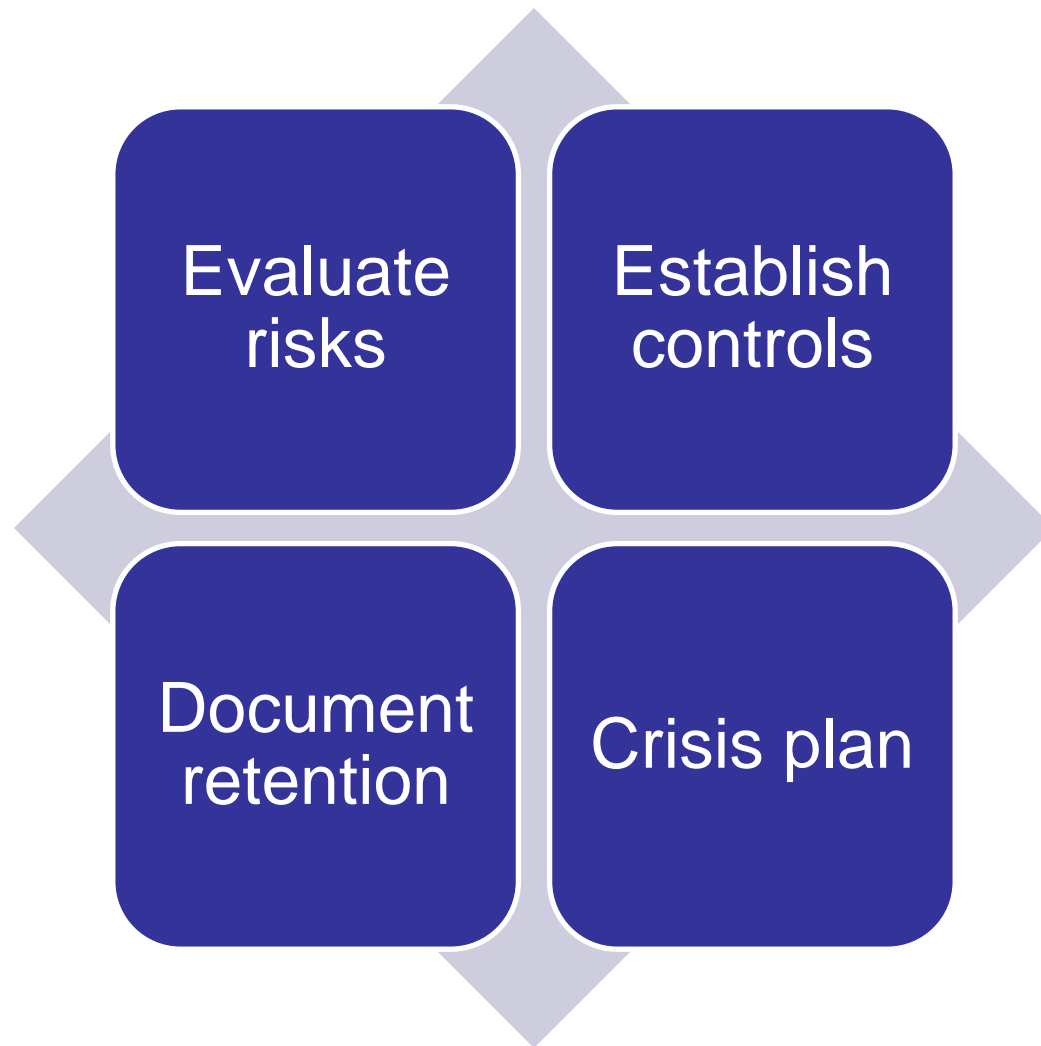 Evaluate
risks
Establish
controls
Document
retention
Crisis plan